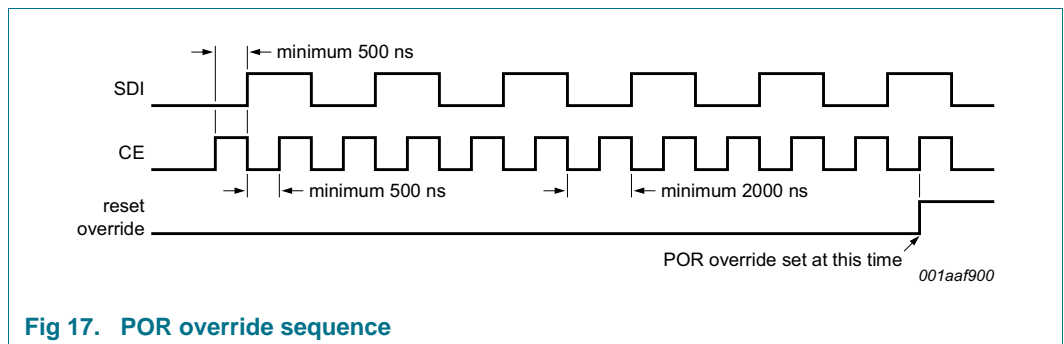 minimum 500 ns
SDI
CE
minimum 500 ns
minimum 2000 ns
reset
override
POR override set at this time
001aaf900
Fig 17. POR override sequence